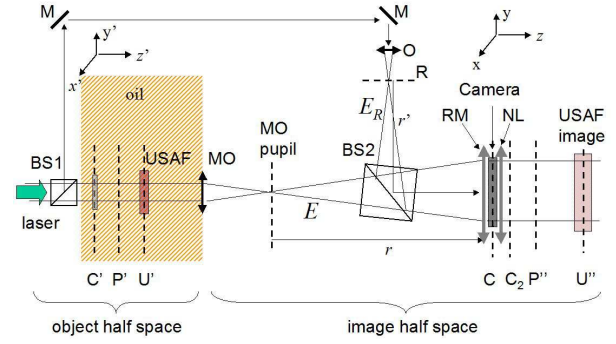 M
M
y'
z'
x'
oil
O
R
E_R
r'
y
z
x
Camera
RM
NL
USAF
image
BS1
USAF
MO
MO
pupil
BS2
laser
E
r
C'
P'
U'
C
C₂
P''
U''
object half space
image half space